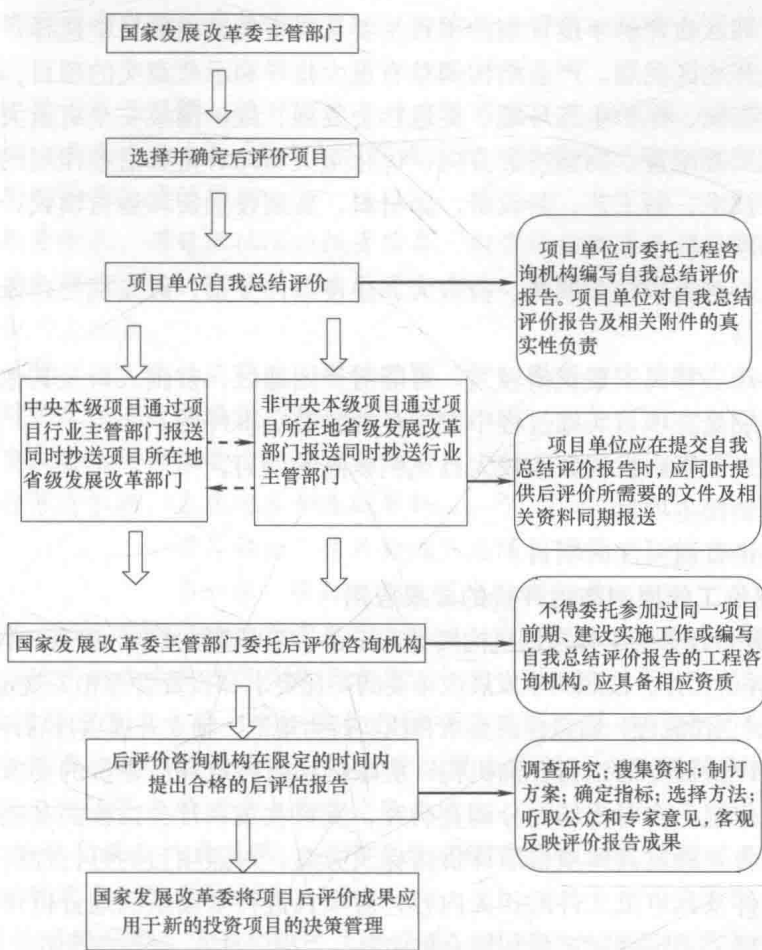 国家发展改革委主管部门
选择并确定后评价项目
项目单位自我总结评价
项目单位可委托工程咨
询机构编写自我总结评价
报告。项目单位对自我总结
评价报告及相关附件的真
实性负责
中央本级项目通过项
目行业主管部门报送
同时抄送项目所在地
省级发展改革部门
非中央本级项目通过项
目所在地省级发展改革
部门报送同时抄送行业
主管部门
项目单位应在提交自我
总结评价报告时，应同时提
供后评价所需要的文件及相
关资料同期报送
国家发展改革委主管部门委托后评价咨询机构
不得委托参加过同一项目
前期、建设实施工作或编写
自我总结评价报告的工程咨
询机构。应具备相应资质
后评价咨询机构在限定的时间内
提出合格的后评估报告
调查研究；搜集资料；制订
方案；确定指标；选择方法；
听取公众和专家意见，客观
反映评价报告成果
国家发展改革委将项目后评价成果应
用于新的投资项目的决策管理